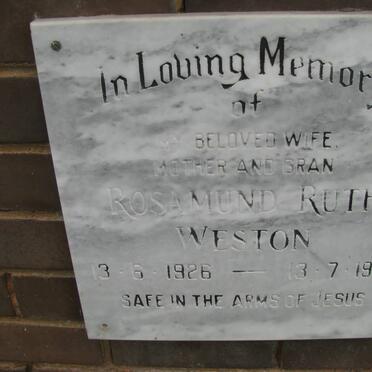 In Loving Memor
of
MY BELOVED WIFE,
MOTHER AND GRAN
ROSAMUND RUTH
WESTON
13-6-1926 — 13-7-19
SAFE IN THE ARMS OF JESUS